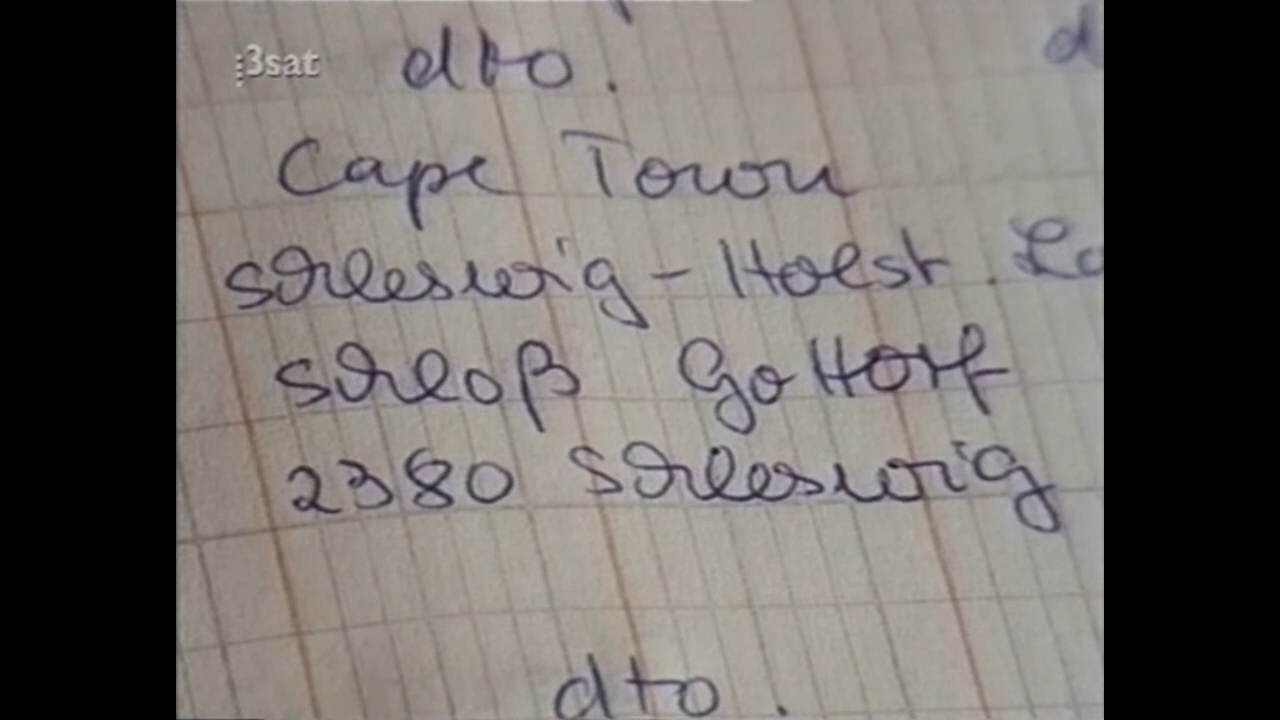 3sat
dto.
Cape Town
Schleswig-Holst.
Schloß Gottorf
2380 Schleswig
dto.